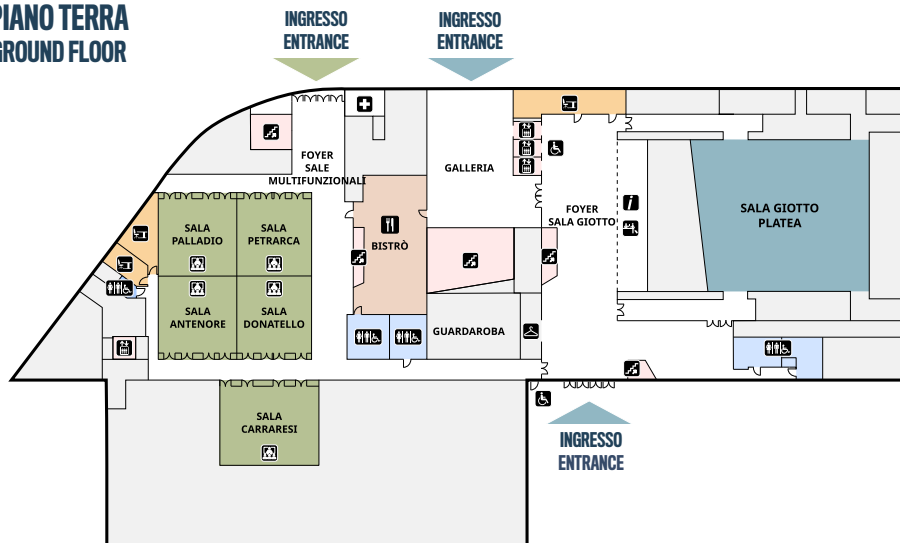 PIANO TERRA
GROUND FLOOR
INGRESSO
ENTRANCE
INGRESSO
ENTRANCE
FOYER
SALE
MULTIFUNZIONALI
GALLERIA
FOYER
SALA GIOTTO
SALA GIOTTO
PLATEA
SALA
PALLADIO
SALA
PETRARCA
BISTRÒ
SALA
ANTENORE
SALA
DONATELLO
GUARDAROBA
SALA
CARRARESI
INGRESSO
ENTRANCE